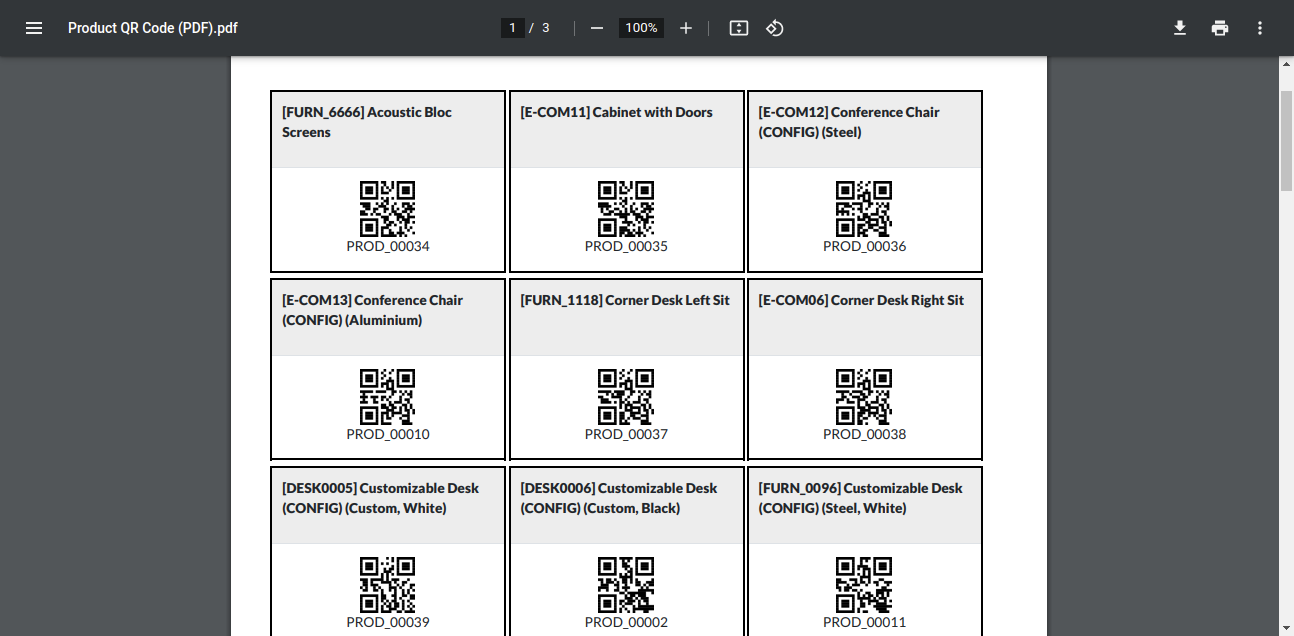 Product QR Code (PDF).pdf
1 / 3
100%
[FURN_6666] Acoustic Bloc
Screens
PROD_00034
[E-COM11] Cabinet with Doors
PROD_00035
[E-COM12] Conference Chair
(CONFIG) (Steel)
PROD_00036
[E-COM13] Conference Chair
(CONFIG) (Aluminium)
PROD_00010
[FURN_1118] Corner Desk Left Sit
PROD_00037
[E-COM06] Corner Desk Right Sit
PROD_00038
[DESK0005] Customizable Desk
(CONFIG) (Custom, White)
PROD_00039
[DESK0006] Customizable Desk
(CONFIG) (Custom, Black)
PROD_00002
[FURN_0096] Customizable Desk
(CONFIG) (Steel, White)
PROD_00011